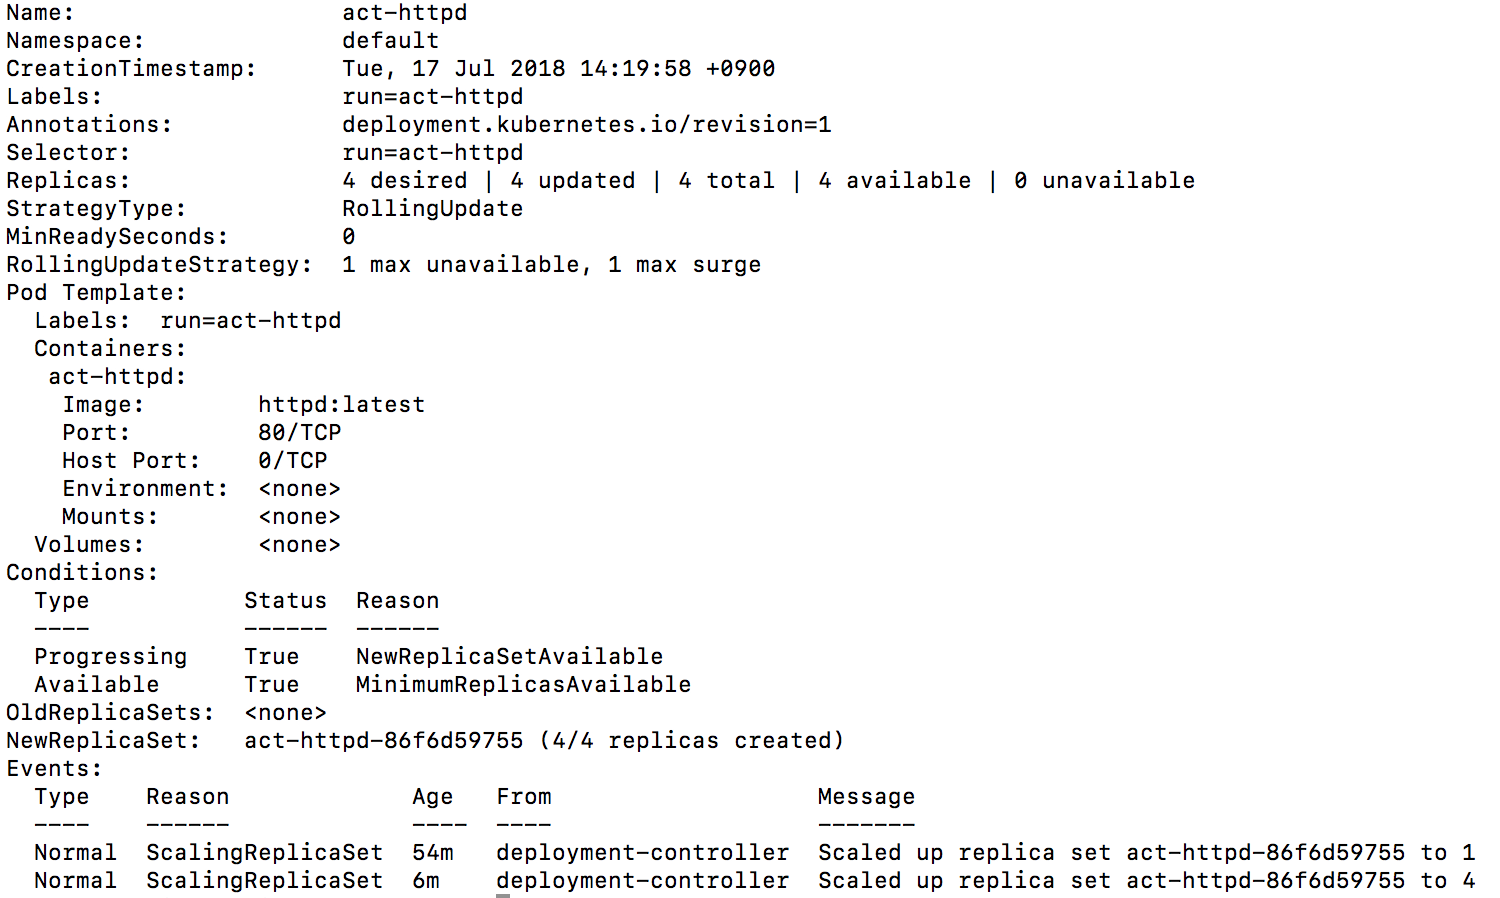 Name:                   act-httpd
Namespace:              default
CreationTimestamp:      Tue, 17 Jul 2018 14:19:58 +0900
Labels:                 run=act-httpd
Annotations:            deployment.kubernetes.io/revision=1
Selector:               run=act-httpd
Replicas:               4 desired | 4 updated | 4 total | 4 available | 0 unavailable
StrategyType:           RollingUpdate
MinReadySeconds:        0
RollingUpdateStrategy:  1 max unavailable, 1 max surge
Pod Template:
  Labels:  run=act-httpd
  Containers:
   act-httpd:
    Image:        httpd:latest
    Port:         80/TCP
    Host Port:    0/TCP
    Environment:  <none>
    Mounts:       <none>
  Volumes:        <none>
Conditions:
  Type           Status  Reason
  ----           ------  ------
  Progressing    True    NewReplicaSetAvailable
  Available      True    MinimumReplicasAvailable
OldReplicaSets:  <none>
NewReplicaSet:   act-httpd-86f6d59755 (4/4 replicas created)
Events:
  Type    Reason             Age   From                   Message
  ----    ------             ----  ----                   -------
  Normal  ScalingReplicaSet  54m   deployment-controller  Scaled up replica set act-httpd-86f6d59755 to 1
  Normal  ScalingReplicaSet  6m    deployment-controller  Scaled up replica set act-httpd-86f6d59755 to 4